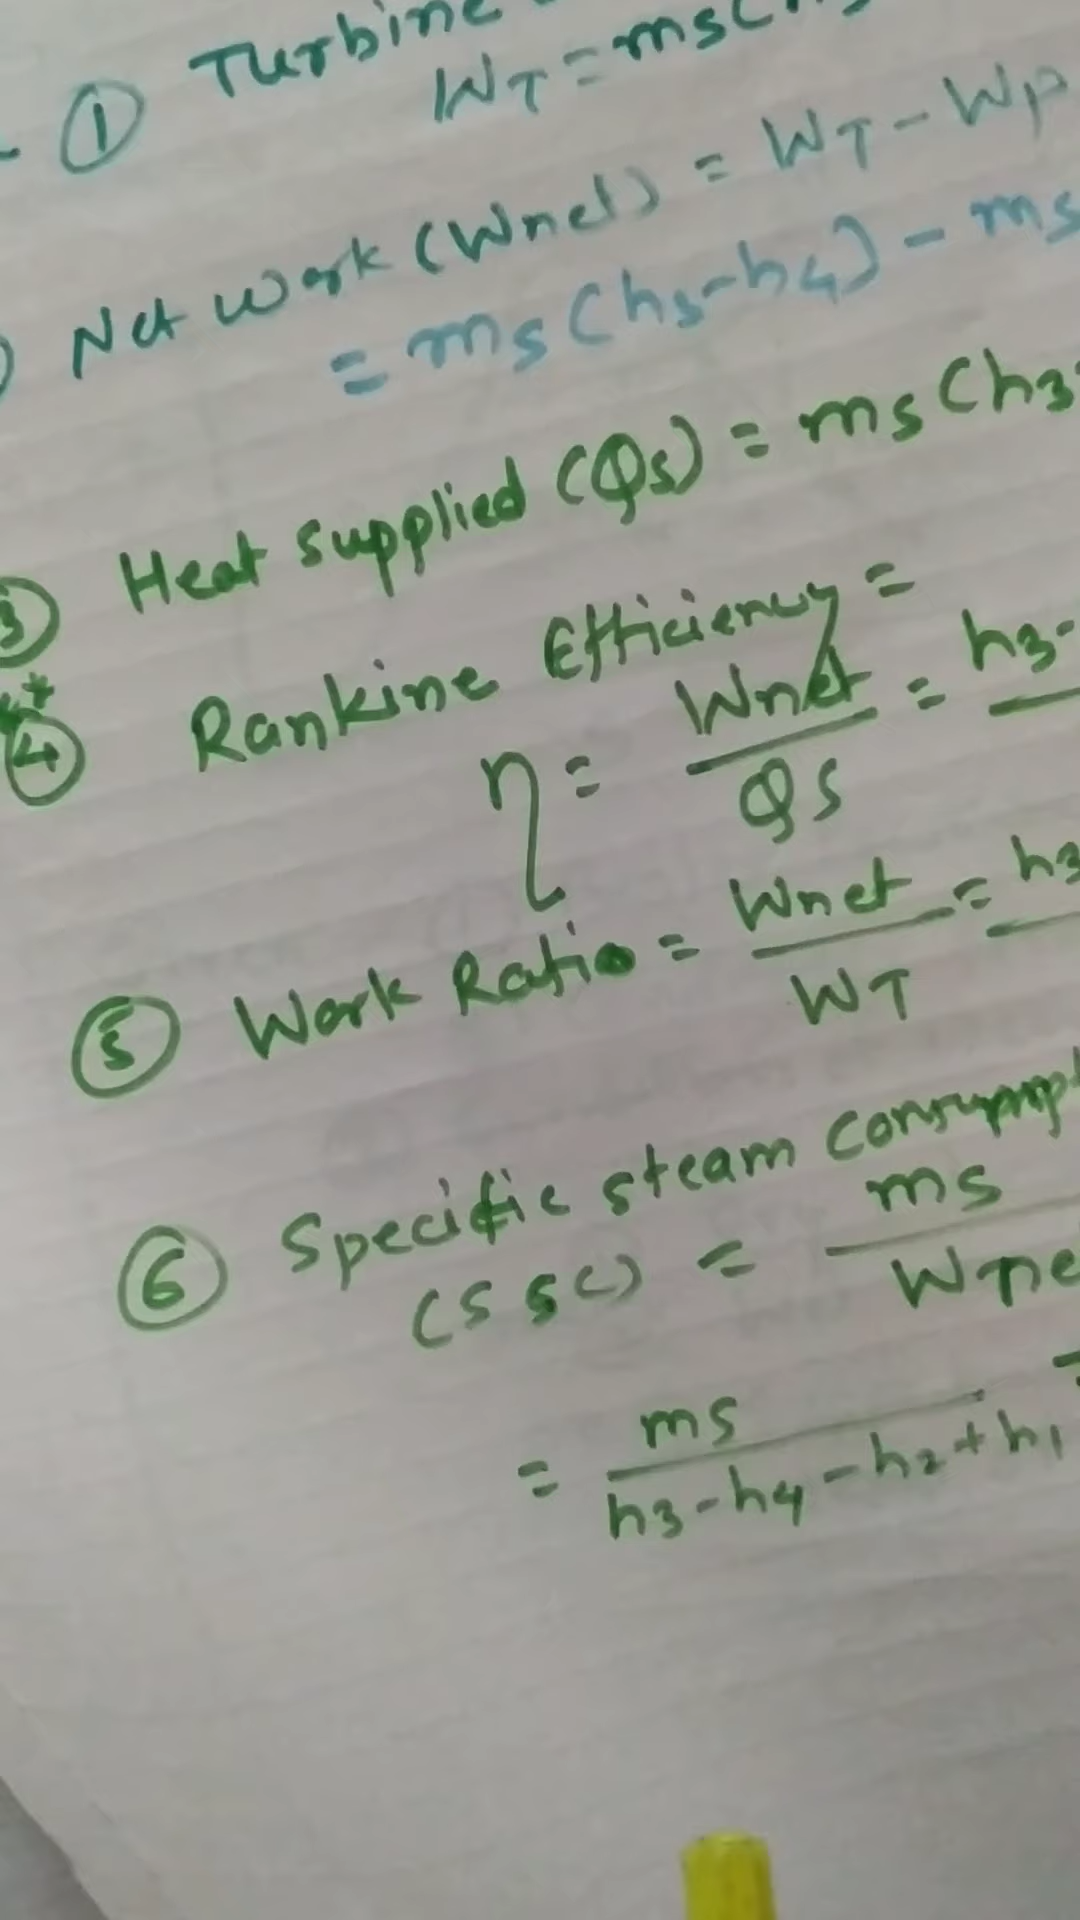 ① Turbine
WT = ms(h
Net Work (Wnet) = WT - WP
= ms (h3-h4) - ms
③ Heat supplied (Qs) = ms (h3-
④ Rankine Efficiency =
η = Wnet/Qs = h3-
⑤ Work Ratio = Wnet/WT = h3
⑥ Specific steam consumpt
(SSC) = ms/Wne
= ms/h3-h4-h2+h1